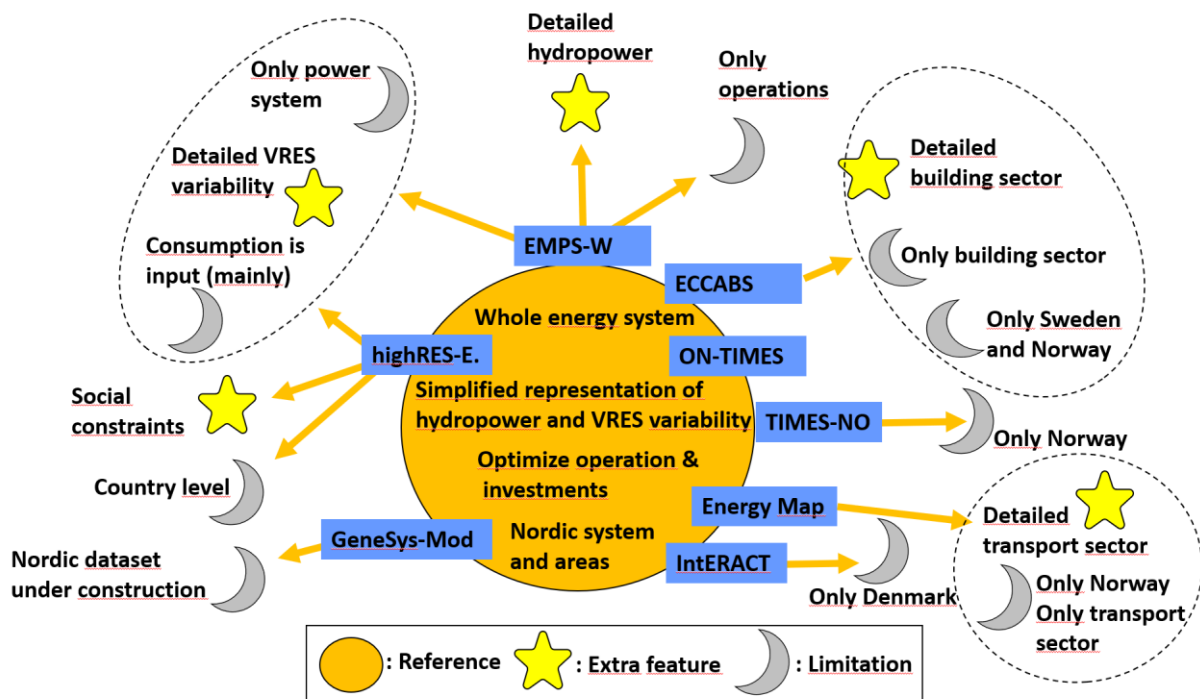 Detailed
hydropower
Only power
system
Only
operations
Detailed VRES
variability
Detailed
building sector
Consumption is
input (mainly)
EMPS-W
Only building sector
ECCABS
Whole energy system
Only Sweden
and Norway
highRES-E.
ON-TIMES
Social
constraints
Simplified representation of
hydropower and VRES variability
TIMES-NO
Only Norway
Country level
Optimize operation &
investments
Energy Map
Detailed
transport sector
GeneSys-Mod
Nordic system
and areas
IntERACT
Nordic dataset
under construction
Only Denmark
Only Norway
Only transport
sector
: Reference
: Extra feature
: Limitation